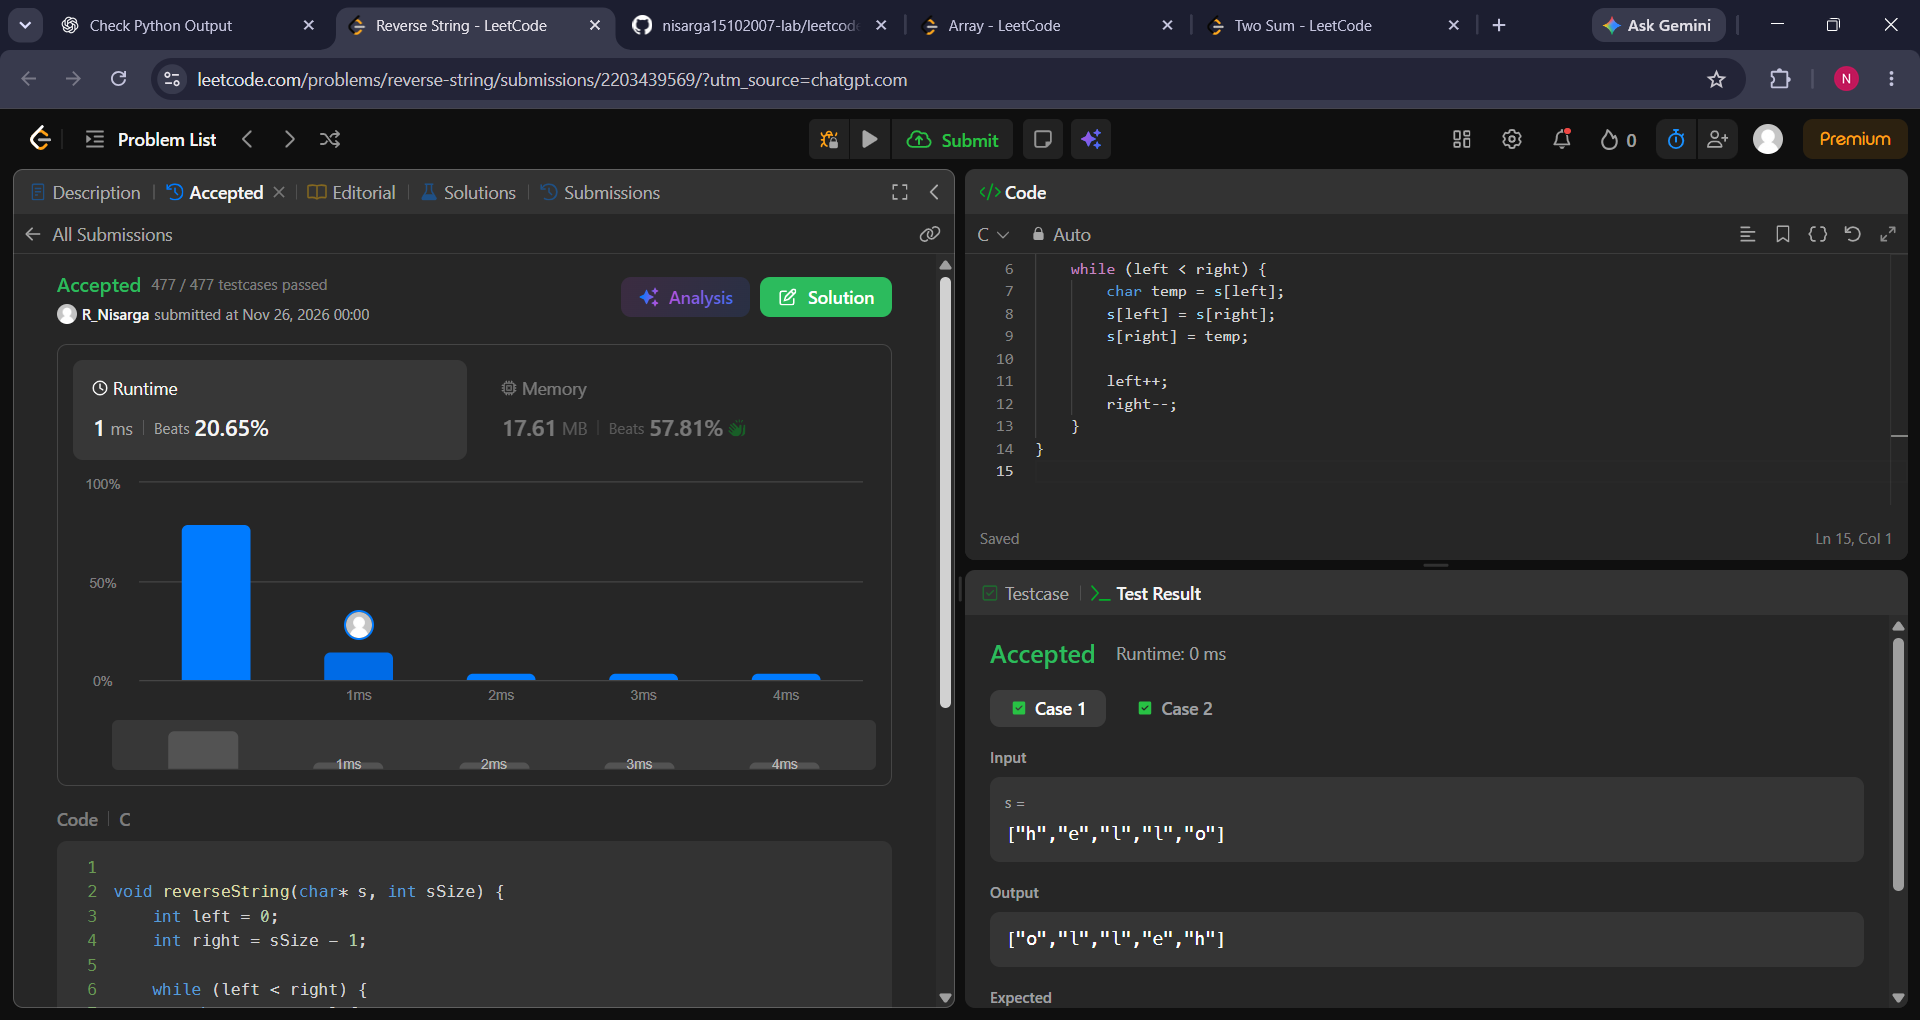 Check Python Output
Reverse String - LeetCode
nisarga15102007-lab/leetcod
Array - LeetCode
Two Sum - LeetCode
Ask Gemini
leetcode.com/problems/reverse-string/submissions/2203439569/?utm_source=chatgpt.com
N
Problem List
Submit
0
Premium
Description
Accepted
Editorial
Solutions
Submissions
All Submissions
Accepted 477 / 477 testcases passed
R_Nisarga submitted at Nov 26, 2026 00:00
Analysis
Solution
Runtime
1 ms Beats 20.65%
Memory
17.61 MB Beats 57.81%
100%
50%
0%
1ms 2ms 3ms 4ms
1ms 2ms 3ms 4ms
Code C
1
2 void reverseString(char* s, int sSize) {
3 int left = 0;
4 int right = sSize - 1;
5
6 while (left < right) {
</> Code
C Auto
6 while (left < right) {
7 char temp = s[left];
8 s[left] = s[right];
9 s[right] = temp;
10
11 left++;
12 right--;
13 }
14 }
15
Saved Ln 15, Col 1
Testcase
Test Result
Accepted Runtime: 0 ms
Case 1 Case 2
Input
s =
["h","e","l","l","o"]
Output
["o","l","l","e","h"]
Expected